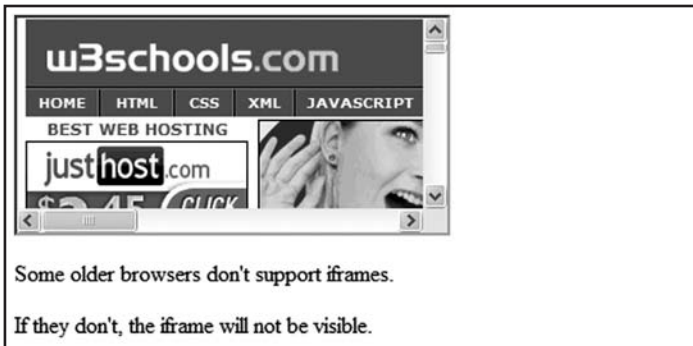 w3schools.com
HOME HTML CSS XML JAVASCRIPT
BEST WEB HOSTING
justhost.com
CLICK
Some older browsers don't support iframes.
If they don't, the iframe will not be visible.